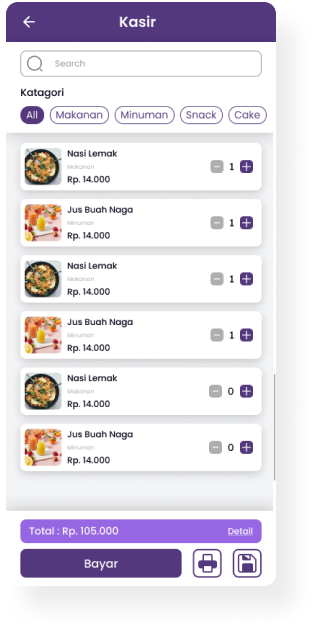 Kasir
Search
Katagori
All Makanan Minuman Snack Cake
Nasi Lemak
Makanan
Rp. 14.000
1
Jus Buah Naga
Minuman
Rp. 14.000
1
Nasi Lemak
Makanan
Rp. 14.000
1
Jus Buah Naga
Minuman
Rp. 14.000
1
Nasi Lemak
Makanan
Rp. 14.000
0
Jus Buah Naga
Minuman
Rp. 14.000
0
Total : Rp. 105.000 Detail
Bayar